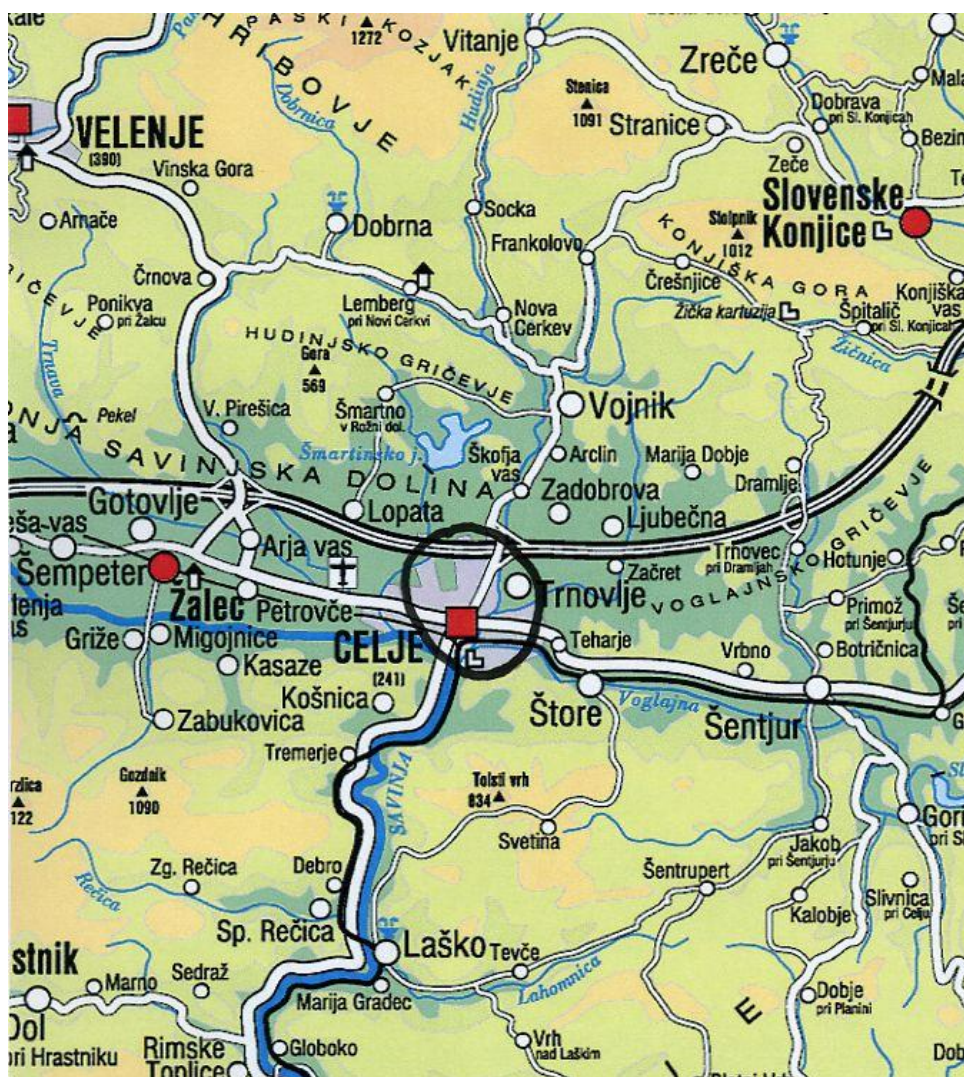 PAŠKI KOZJAK
1272
Vitanje
Zreče
HRIBOVJE
Dobrnica
Hudinja
Stenica
1091
Stranice
Dobrava
pri Sl. Konjicah
VELENJE
(390)
Zeče
Vinska Gora
Slovenske
Konjice
Arnače
Dobrna
Socka
Stolpnik
1012
Frankolovo
KONJIŠKA GORA
Črnova
Črešnjice
Lemberg
pri Novi Cerkvi
Nova
Cerkev
Konjiška
vas
Ponikva
pri Žalcu
Žička kartuzija
Špitalič
pri Sl. Konjicah
HUDINJSKO GRIČEVJE
Gora
569
Žičnica
Trnava
Pekel
V. Pirešica
Šmartno
v Rožni dol.
Vojnik
Šmartinsko j.
Škofja
vas
Arclin
Marija Dobje
SAVINJSKA DOLINA
Dramlje
Gotovlje
Lopata
Zadobrova
Ljubečna
VOGLAJNSKO GRIČEVJE
Arja vas
Trnovec
pri Dramljah
Hotunje
Šempeter
Začret
Trnovlje
Žalec
Petrovče
Primož
pri Šentjurju
Griže
Migojnice
CELJE
(241)
Teharje
Vrbno
Botričnica
Kasaze
Košnica
Štore
Voglajna
Šentjur
Zabukovica
Tremerje
SAVINJA
Gozdnik
1090
Tolsti vrh
834
Svetina
Jakob
pri Šentjurju
Zg. Rečica
Debro
Šentrupert
Rečica
Kalobje
Slivnica
pri Celju
Sp. Rečica
Laško
Tevče
Marno
Sedraž
Marija Gradec
Lahomnica
Dobje
pri Planini
Dol
pri Hrastniku
Rimske
Toplice
Globoko
Vrh
nad Laškim